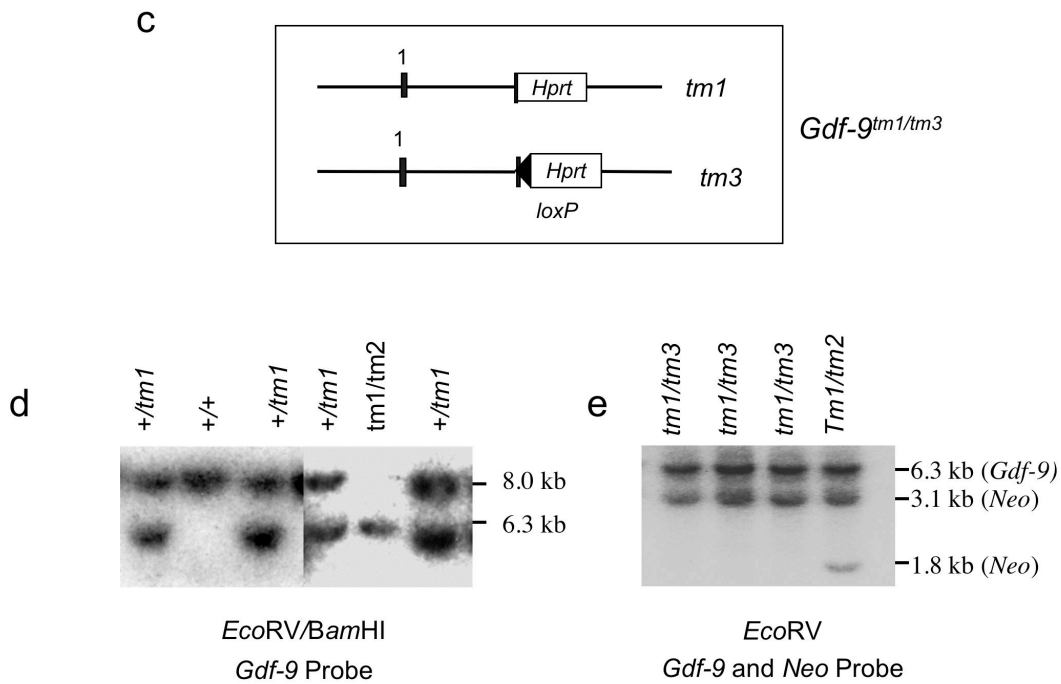 c
1
Hprt
tm1
Gdf-9tm1/tm3
1
Hprt
tm3
loxP
d
+/tm1
+/+
+/tm1
+/tm1
tm1/tm2
+/tm1
8.0 kb
6.3 kb
EcoRV/BamHI
Gdf-9 Probe
e
tm1/tm3
tm1/tm3
tm1/tm3
Tm1/tm2
6.3 kb (Gdf-9)
3.1 kb (Neo)
1.8 kb (Neo)
EcoRV
Gdf-9 and Neo Probe